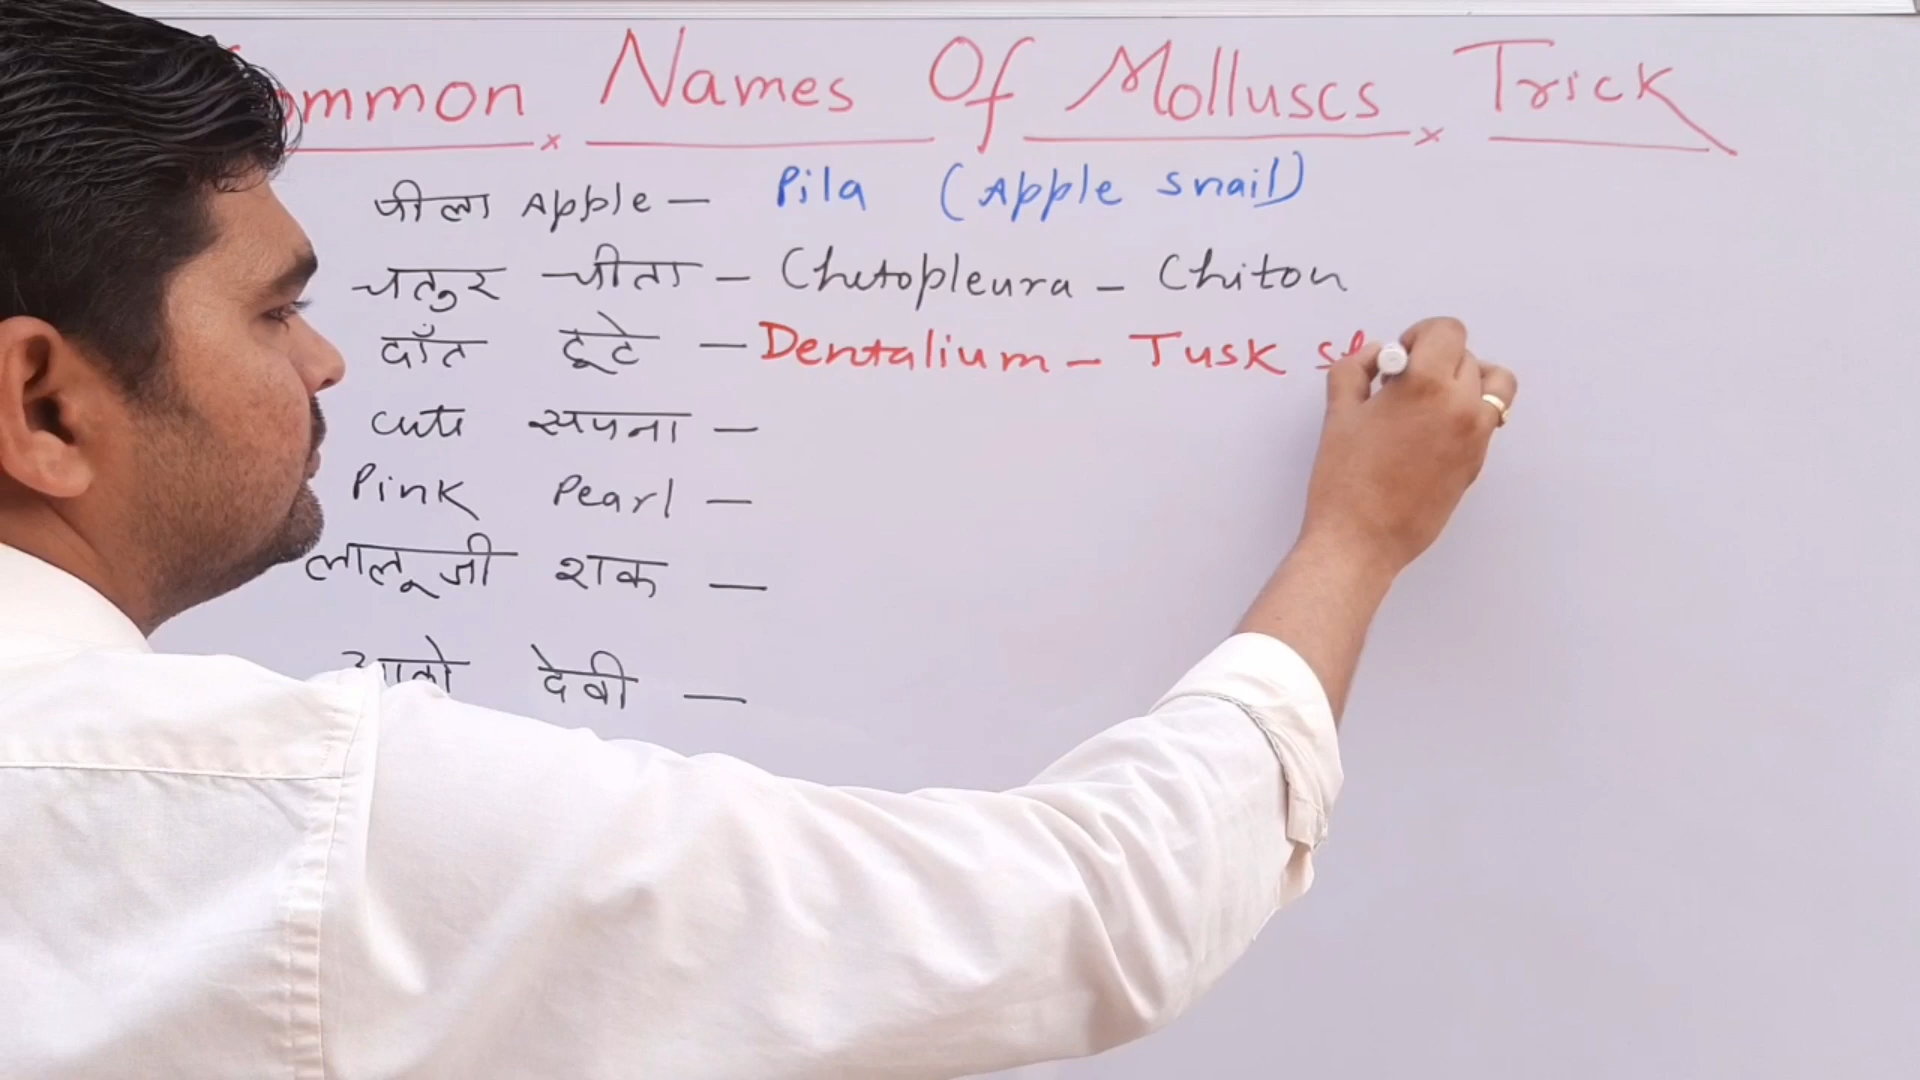 ommon Names Of Molluscs Trick
पीला Apple — Pila (Apple snail)
चतुर चीता — Chetopleura — Chiton
दाँत टूटे — Dentalium — Tusk
cute सपना —
Pink Pearl —
लालूजी शक —
देवी —